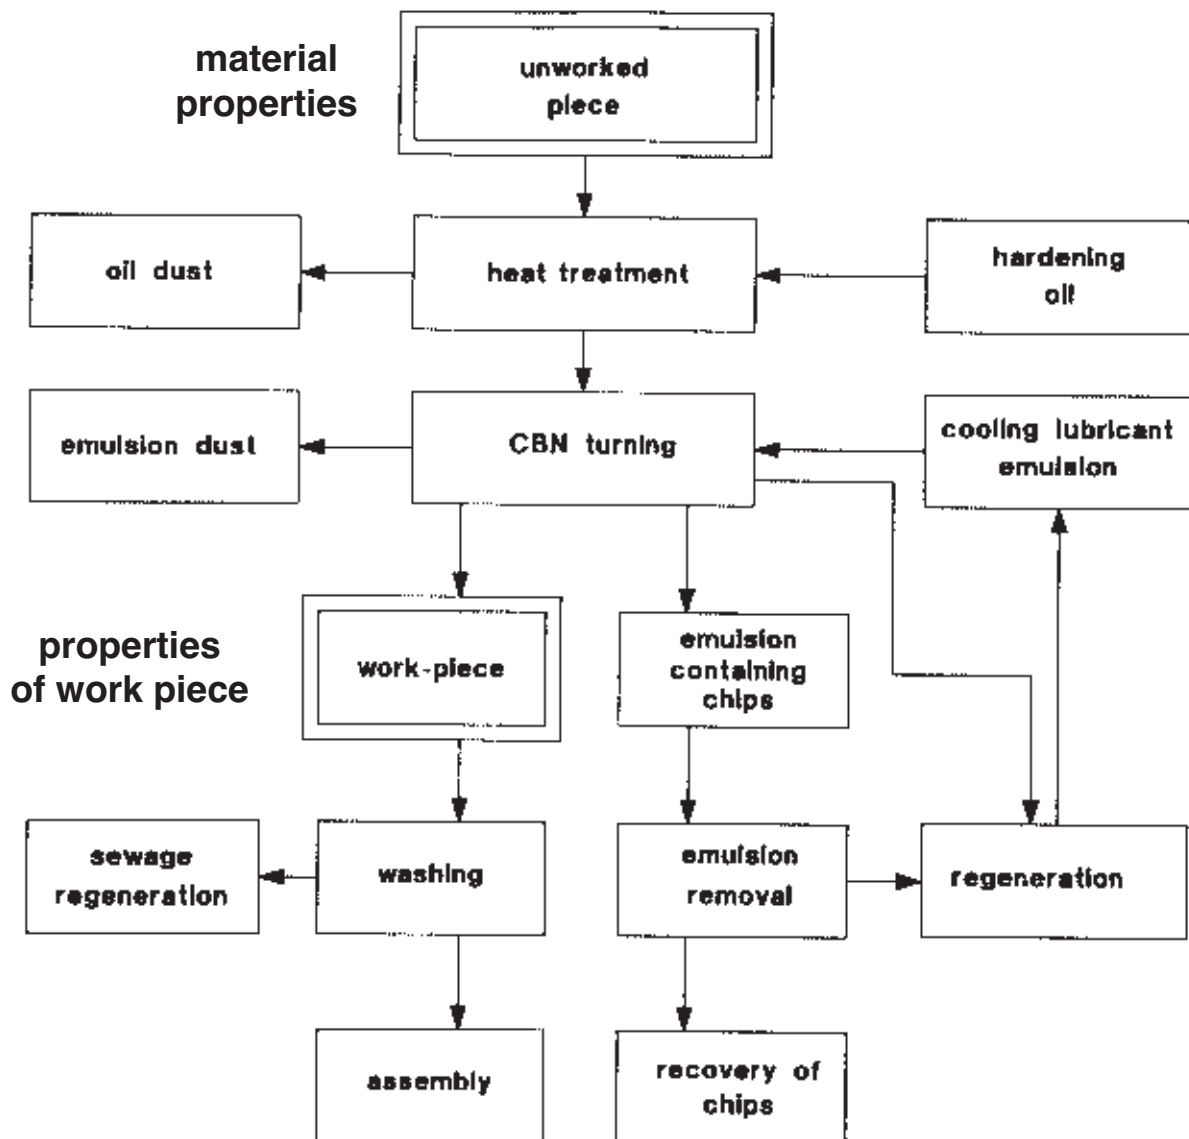 material
properties
unworked
piece
oil dust
heat treatment
hardening
oil
emulsion dust
CBN turning
cooling lubricant
emulsion
properties
of work piece
work-piece
emulsion
containing
chips
sewage
regeneration
washing
emulsion
removal
regeneration
assembly
recovery of
chips